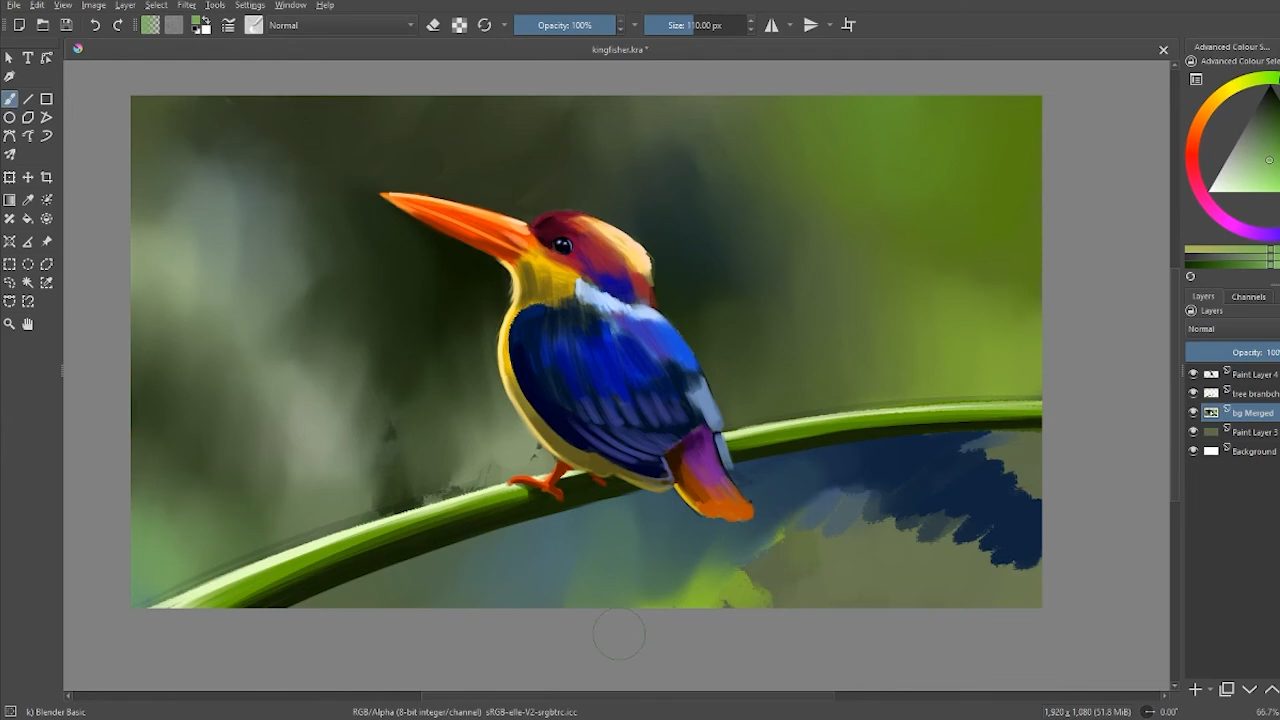 File Edit View Image Layer Select Filter Tools Settings Window Help
Normal
Opacity: 100%
Size: 110.00 px
kingfisher.kra *
Advanced Colour S...
Advanced Colour Sele
Layers Channels
Layers
Normal
Opacity: 100
Paint Layer 4
tree branbch
bg Merged
Paint Layer 3
Background
k) Blender Basic
RGB/Alpha (8-bit integer/channel) sRGB-elle-V2-srgbtrc.icc
1,920 x 1,080 (51.8 MiB)
0.00°
66.7%